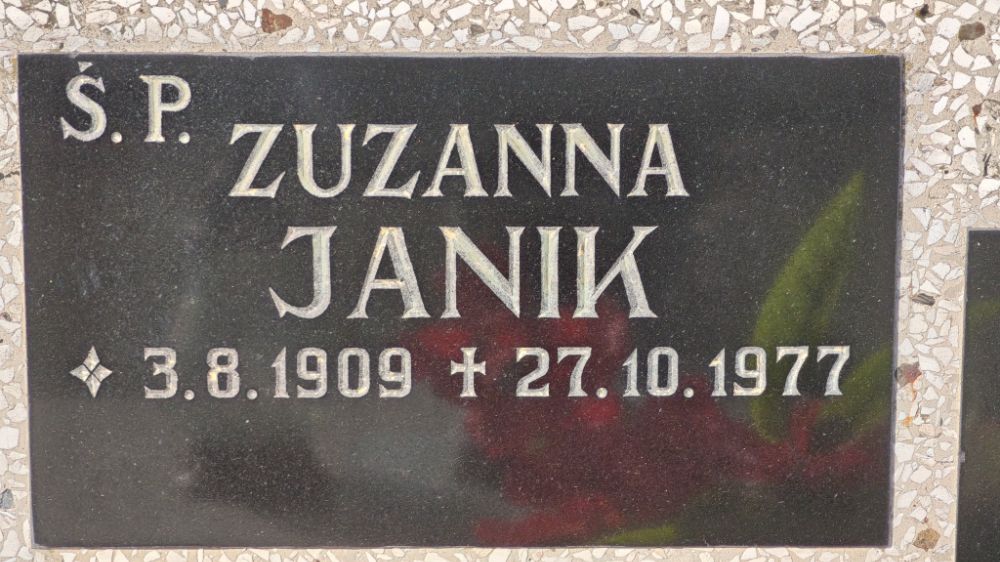 Ś. P.
ZUZANNA
JANIK
3.8.1909 † 27.10.1977